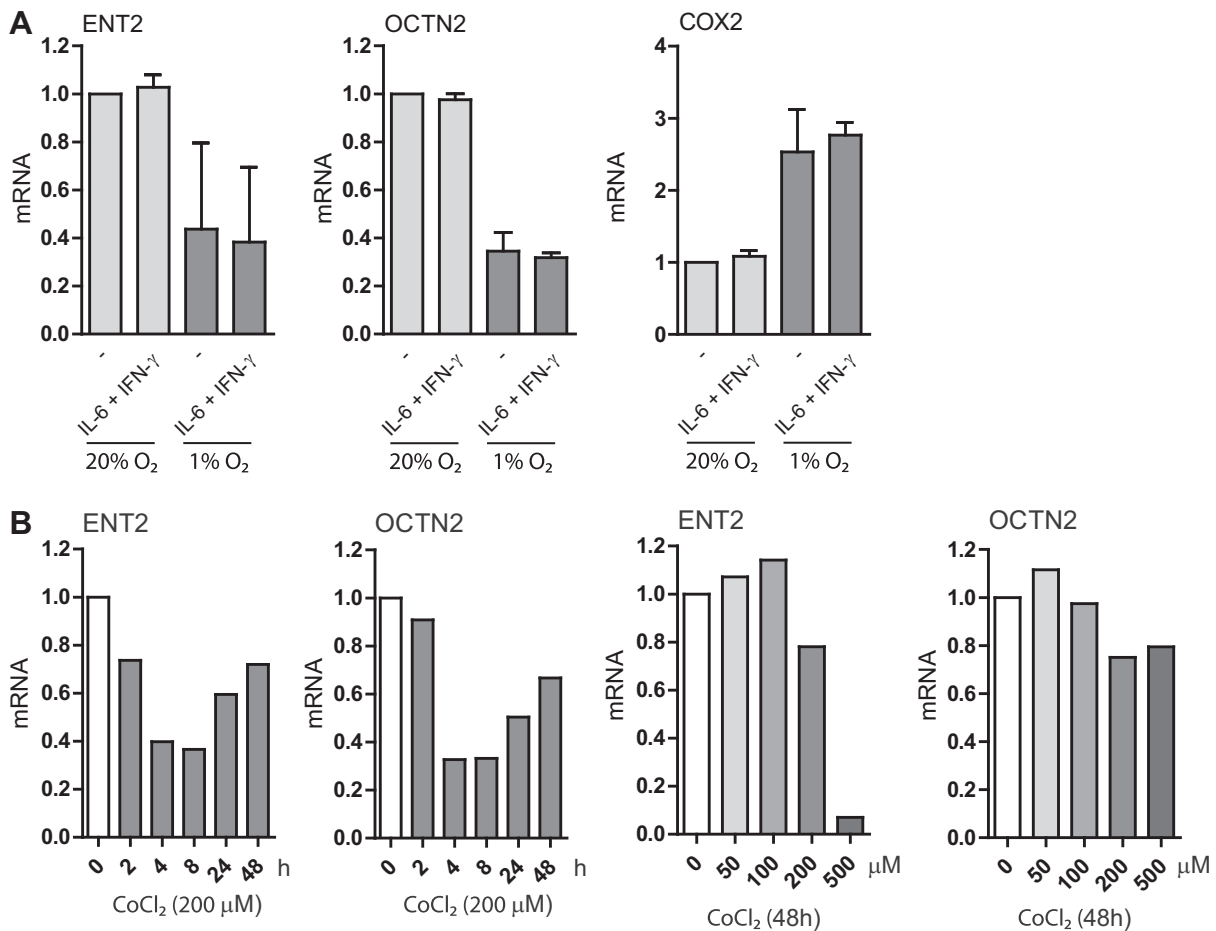 A
ENT2
OCTN2
COX2
mRNA
1.2
1.0
0.8
0.6
0.4
0.2
0.0
-
IL-6 + IFN-γ
-
IL-6 + IFN-γ
20% O₂
1% O₂
mRNA
1.2
1.0
0.8
0.6
0.4
0.2
0.0
-
IL-6 + IFN-γ
-
IL-6 + IFN-γ
20% O₂
1% O₂
mRNA
4
3
2
1
4
-
IL-6 + IFN-γ
-
IL-6 + IFN-γ
20% O₂
1% O₂
B
ENT2
OCTN2
ENT2
OCTN2
mRNA
1.2
1.0
0.8
0.6
0.4
0.2
0.0
0 2 4 8 24 48 h
CoCl₂ (200 μM)
mRNA
1.2
1.0
0.8
0.6
0.4
0.2
0.0
0 2 4 8 24 48 h
CoCl₂ (200 μM)
mRNA
1.2
1.0
0.8
0.6
0.4
0.2
0.0
0 50 100 200 500 μM
CoCl₂ (48h)
mRNA
1.2
1.0
0.8
0.6
0.4
0.2
0.0
0 50 100 200 500 μM
CoCl₂ (48h)